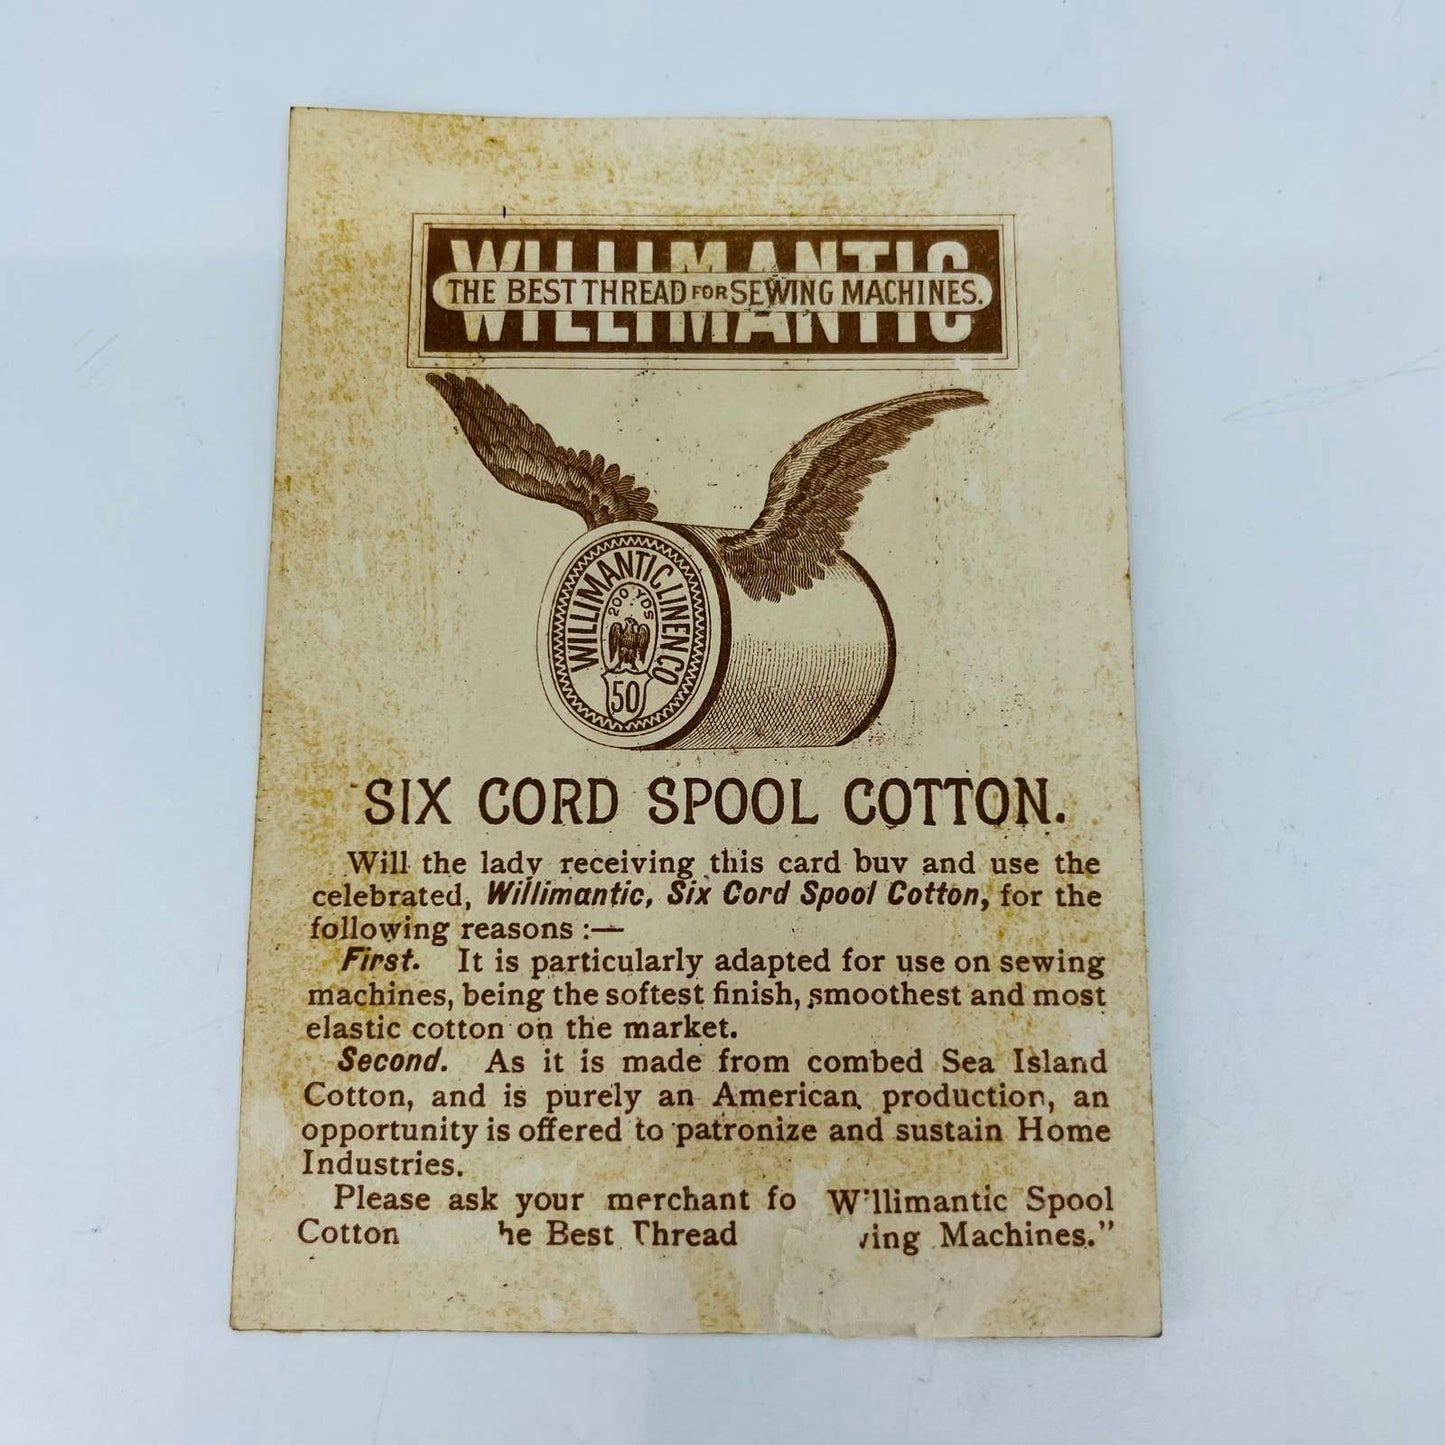 WILLIMANTIC
THE BEST THREAD FOR SEWING MACHINES.
WILLIMANTIC LINEN CO
200 YDS
50
SIX CORD SPOOL COTTON.
Will the lady receiving this card buy and use the
celebrated, Willimantic, Six Cord Spool Cotton, for the
following reasons :—
First. It is particularly adapted for use on sewing
machines, being the softest finish, smoothest and most
elastic cotton on the market.
Second. As it is made from combed Sea Island
Cotton, and is purely an American production, an
opportunity is offered to patronize and sustain Home
Industries.
Please ask your merchant fo W'llimantic Spool
Cotton he Best Thread ing Machines."